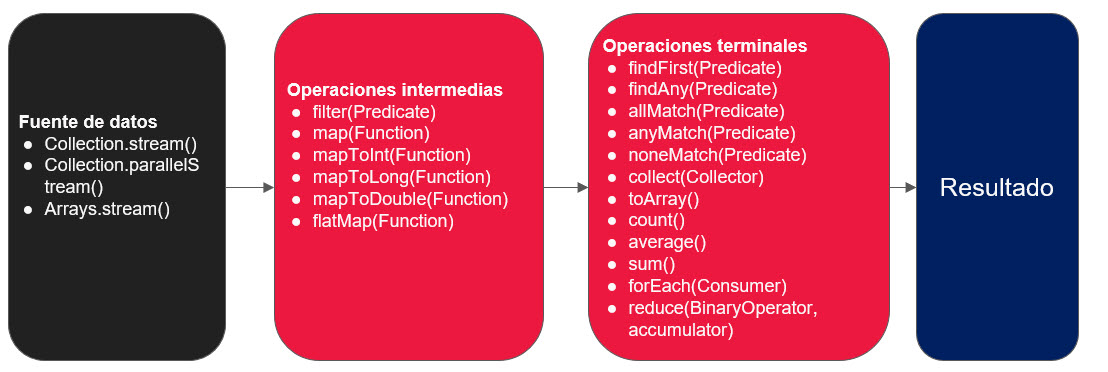 Fuente de datos
● Collection.stream()
● Collection.parallelS
tream()
● Arrays.stream()
Operaciones intermedias
● filter(Predicate)
● map(Function)
● mapToInt(Function)
● mapToLong(Function)
● mapToDouble(Function)
● flatMap(Function)
Operaciones terminales
● findFirst(Predicate)
● findAny(Predicate)
● allMatch(Predicate)
● anyMatch(Predicate)
● noneMatch(Predicate)
● collect(Collector)
● toArray()
● count()
● average()
● sum()
● forEach(Consumer)
● reduce(BinaryOperator,
accumulator)
Resultado